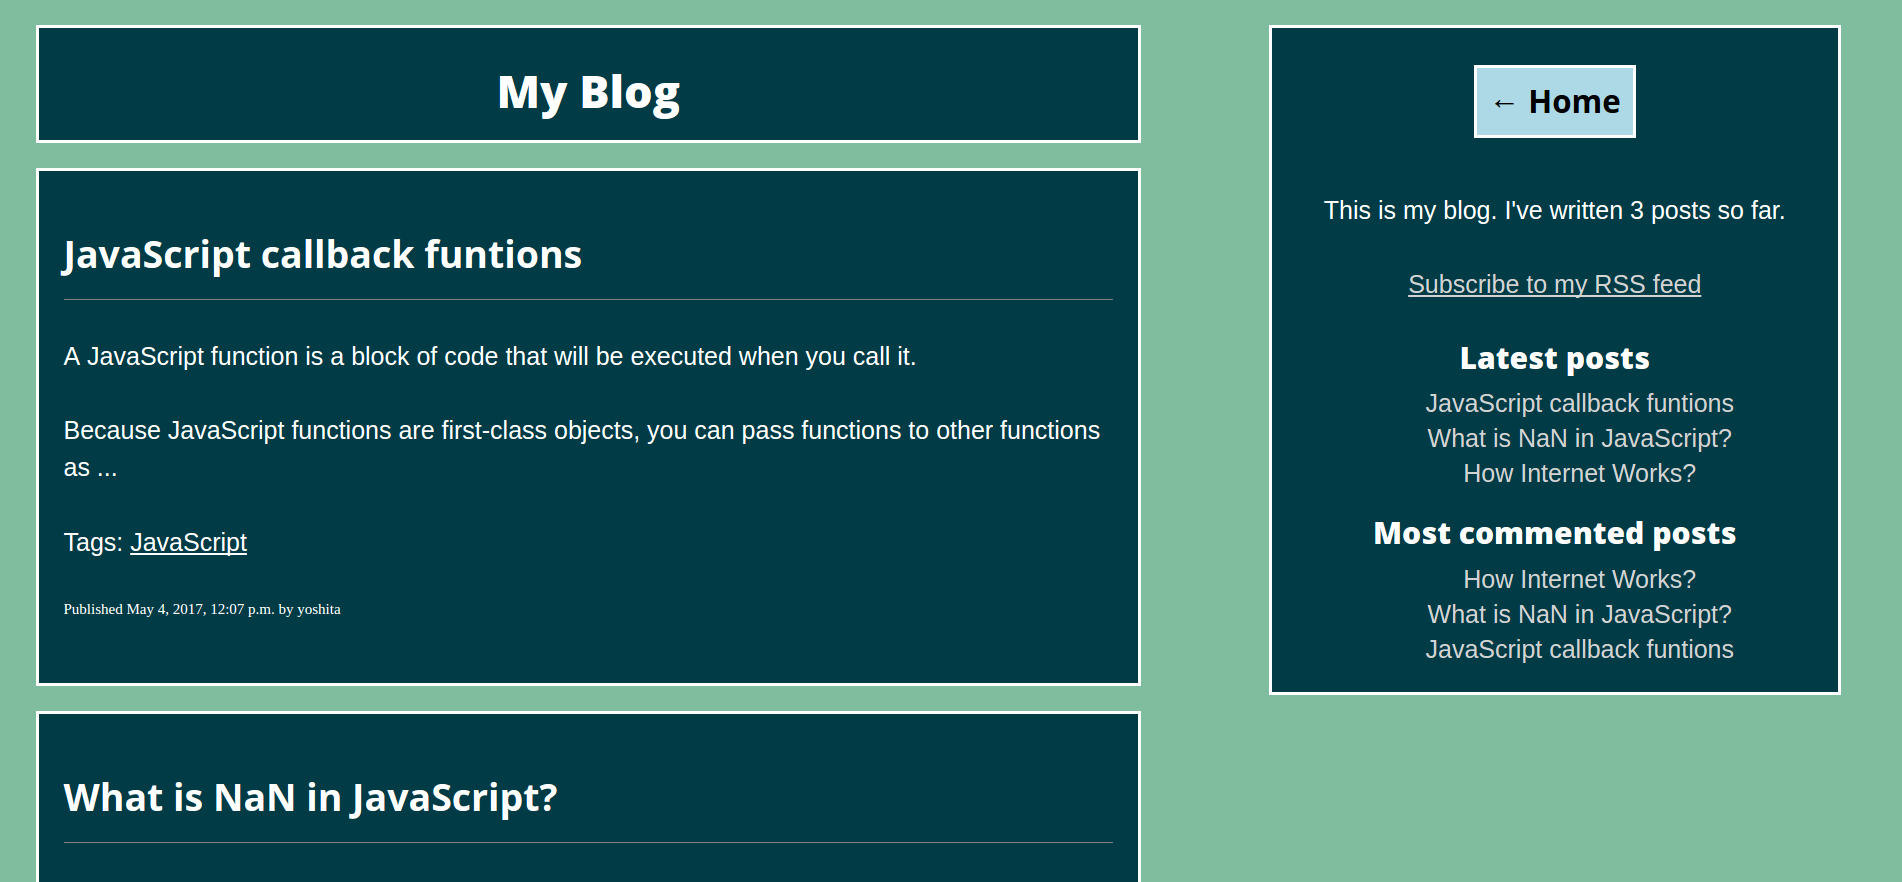 My Blog
JavaScript callback funtions
A JavaScript function is a block of code that will be executed when you call it.
Because JavaScript functions are first-class objects, you can pass functions to other functions
as ...
Tags: JavaScript
Published May 4, 2017, 12:07 p.m. by yoshita
What is NaN in JavaScript?
← Home
This is my blog. I've written 3 posts so far.
Subscribe to my RSS feed
Latest posts
JavaScript callback funtions
What is NaN in JavaScript?
How Internet Works?
Most commented posts
How Internet Works?
What is NaN in JavaScript?
JavaScript callback funtions